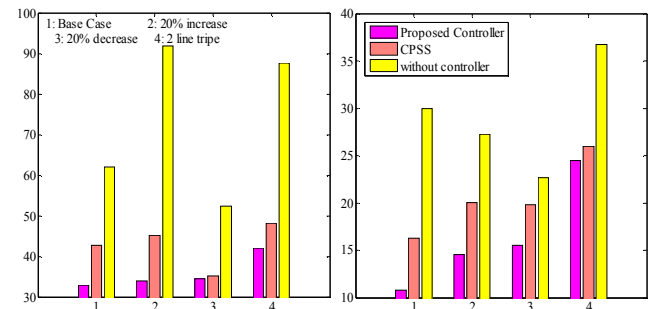 100
90
80
70
60
50
40
30
1: Base Case 2: 20% increase
3: 20% decrease 4: 2 line tripe
1 2 3 4
40
35
30
25
20
15
10
Proposed Controller
CPSS
without controller
1 2 3 4